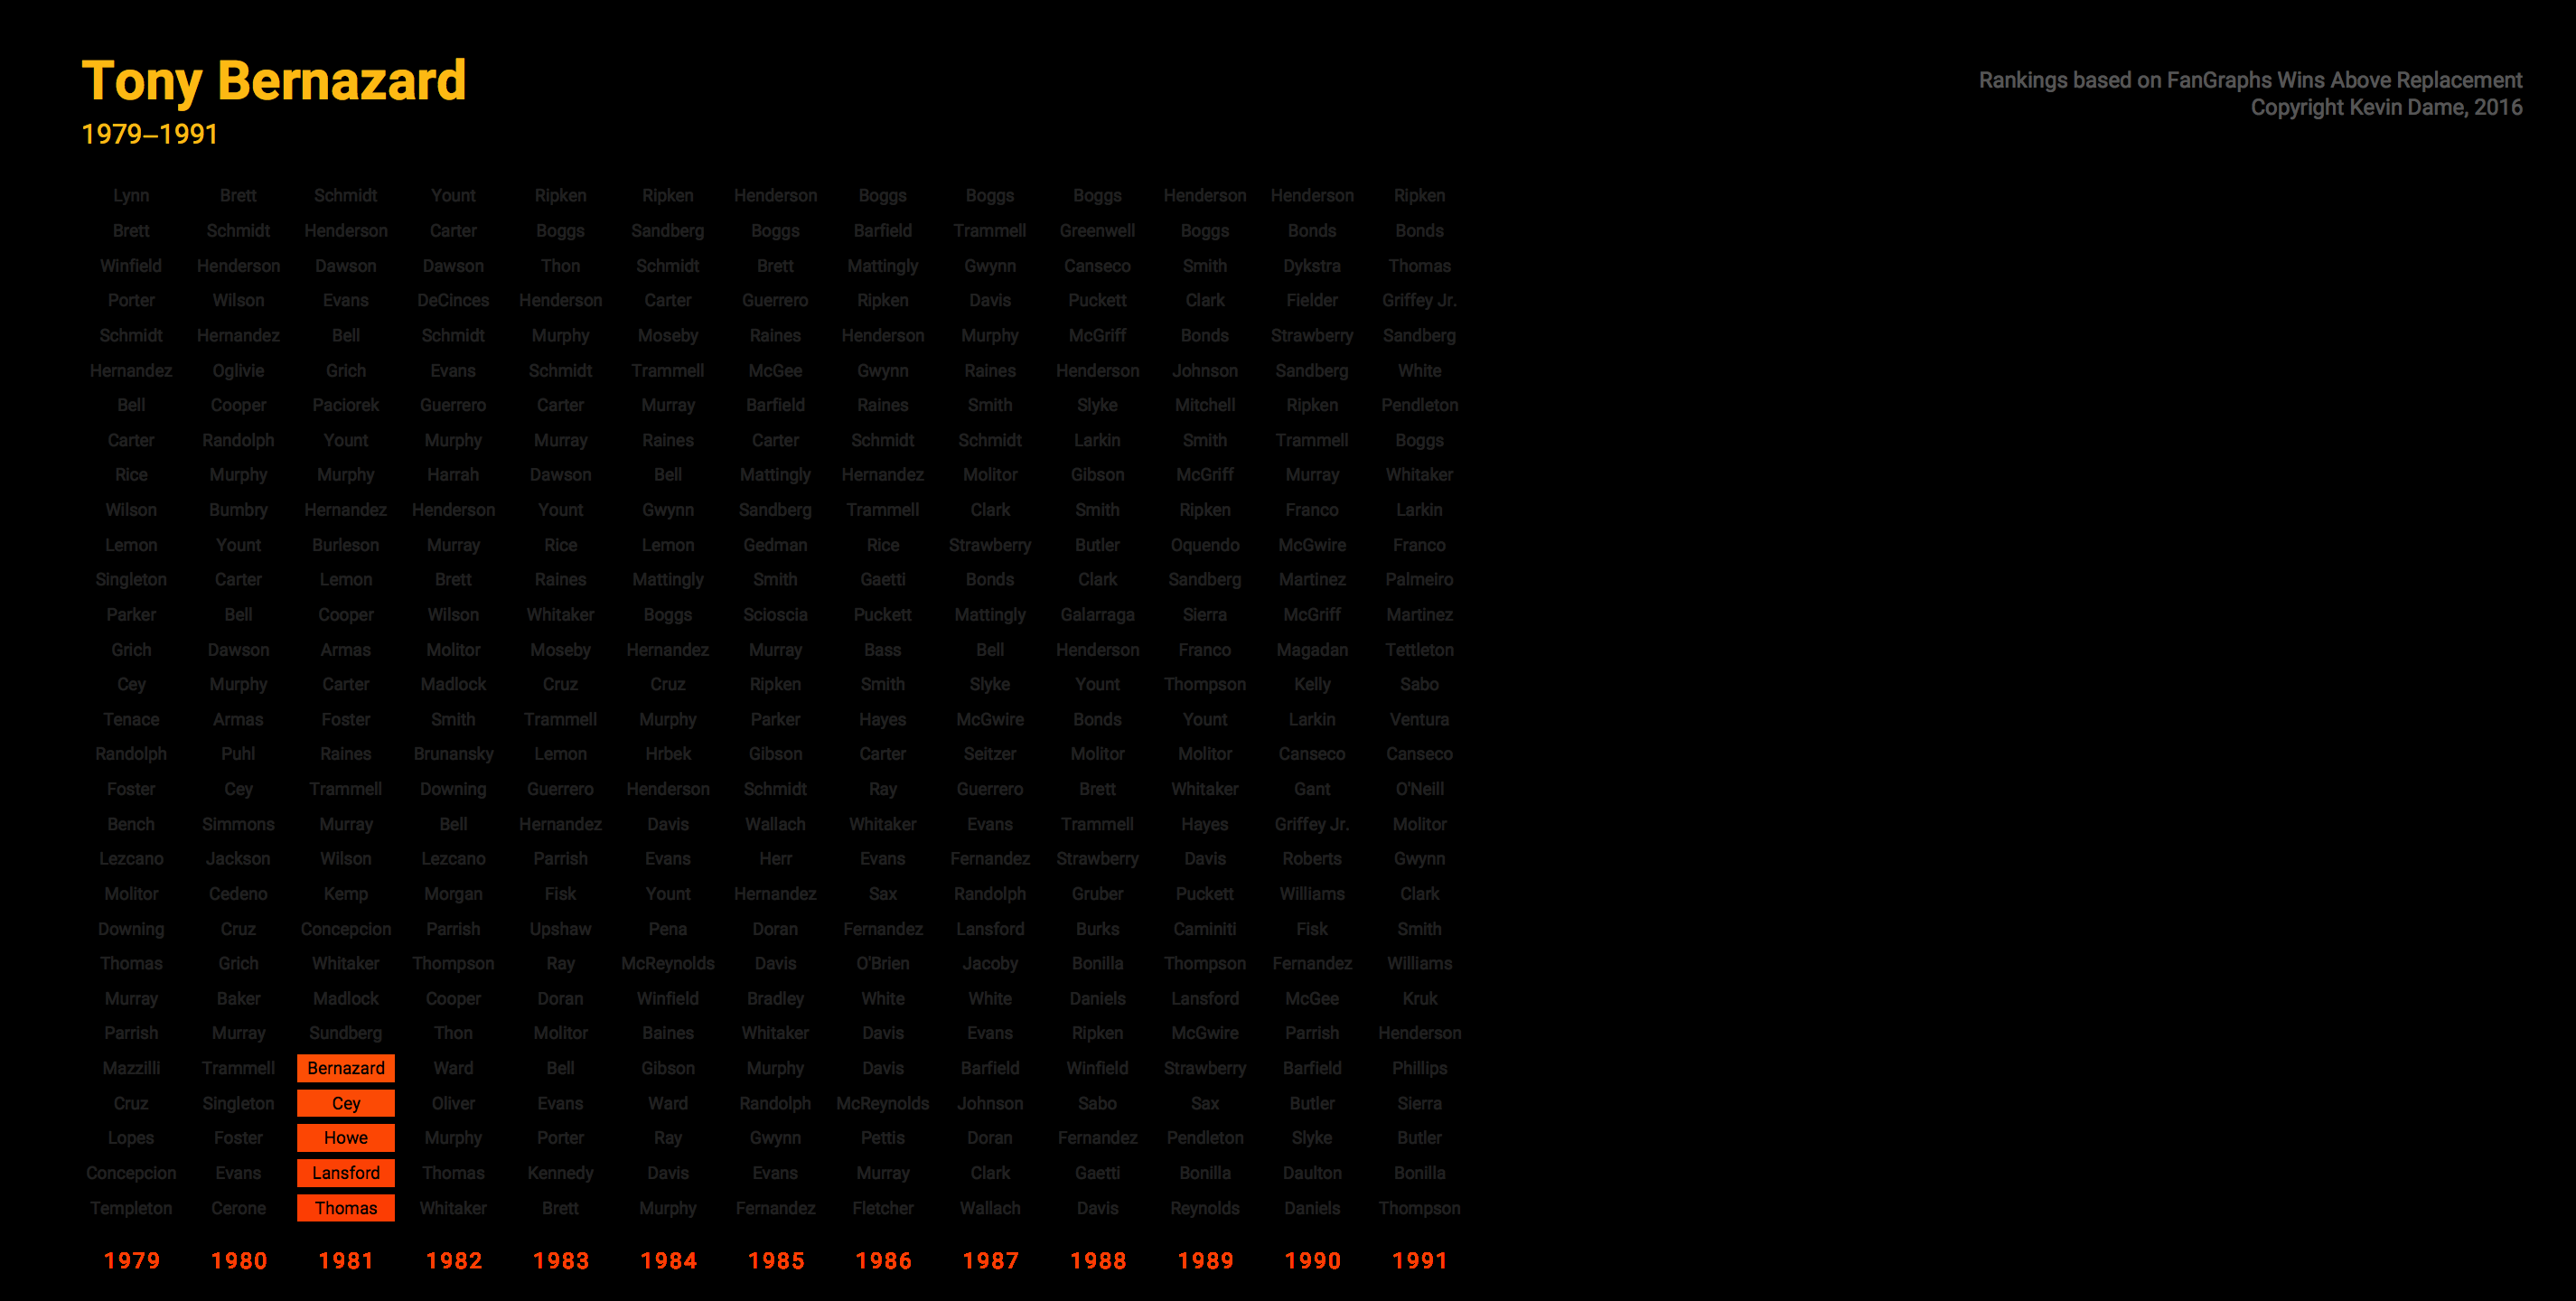 Tony Bernazard
1979–1991
Rankings based on FanGraphs Wins Above Replacement
Copyright Kevin Dame, 2016
Lynn Brett Schmidt Yount Ripken Ripken Henderson Boggs Boggs Boggs Henderson Henderson Ripken
Brett Schmidt Henderson Carter Boggs Sandberg Boggs Barfield Trammell Greenwell Boggs Bonds Bonds
Winfield Henderson Dawson Dawson Thon Schmidt Brett Mattingly Gwynn Canseco Smith Dykstra Thomas
Porter Wilson Evans DeCinces Henderson Carter Guerrero Ripken Davis Puckett Clark Fielder Griffey Jr.
Schmidt Hernandez Bell Schmidt Murphy Moseby Raines Henderson Murphy McGriff Bonds Strawberry Sandberg
Hernandez Oglivie Grich Evans Schmidt Trammell McGee Gwynn Raines Henderson Johnson Sandberg White
Bell Cooper Paciorek Guerrero Carter Murray Barfield Raines Smith Slyke Mitchell Ripken Pendleton
Carter Randolph Yount Murphy Murray Raines Carter Schmidt Schmidt Larkin Smith Trammell Boggs
Rice Murphy Murphy Harrah Dawson Bell Mattingly Hernandez Molitor Gibson McGriff Murray Whitaker
Wilson Bumbry Hernandez Henderson Yount Gwynn Sandberg Trammell Clark Smith Ripken Franco Larkin
Lemon Yount Burleson Murray Rice Lemon Gedman Rice Strawberry Butler Oquendo McGwire Franco
Singleton Carter Lemon Brett Raines Mattingly Smith Gaetti Bonds Clark Sandberg Martinez Palmeiro
Parker Bell Cooper Wilson Whitaker Boggs Scioscia Puckett Mattingly Galarraga Sierra McGriff Martinez
Grich Dawson Armas Molitor Moseby Hernandez Murray Bass Bell Henderson Franco Magadan Tettleton
Cey Murphy Carter Madlock Cruz Cruz Ripken Smith Slyke Yount Thompson Kelly Sabo
Tenace Armas Foster Smith Trammell Murphy Parker Hayes McGwire Bonds Yount Larkin Ventura
Randolph Puhl Raines Brunansky Lemon Hrbek Gibson Carter Seitzer Molitor Molitor Canseco Canseco
Foster Cey Trammell Downing Guerrero Henderson Schmidt Ray Guerrero Brett Whitaker Gant O'Neill
Bench Simmons Murray Bell Hernandez Davis Wallach Whitaker Evans Trammell Hayes Griffey Jr. Molitor
Lezcano Jackson Wilson Lezcano Parrish Evans Herr Evans Fernandez Strawberry Davis Roberts Gwynn
Molitor Cedeno Kemp Morgan Fisk Yount Hernandez Sax Randolph Gruber Puckett Williams Clark
Downing Cruz Concepcion Parrish Upshaw Pena Doran Fernandez Lansford Burks Caminiti Fisk Smith
Thomas Grich Whitaker Thompson Ray McReynolds Davis O'Brien Jacoby Bonilla Thompson Fernandez Williams
Murray Baker Madlock Cooper Doran Winfield Bradley White White Daniels Lansford McGee Kruk
Parrish Murray Sundberg Thon Molitor Baines Whitaker Davis Evans Ripken McGwire Parrish Henderson
Mazzilli Trammell Bernazard Ward Bell Gibson Murphy Davis Barfield Winfield Strawberry Barfield Phillips
Cruz Singleton Cey Oliver Evans Ward Randolph McReynolds Johnson Sabo Sax Butler Sierra
Lopes Foster Howe Murphy Porter Ray Gwynn Pettis Doran Fernandez Pendleton Slyke Butler
Concepcion Evans Lansford Thomas Kennedy Davis Evans Murray Clark Gaetti Bonilla Daulton Bonilla
Templeton Cerone Thomas Whitaker Brett Murphy Fernandez Fletcher Wallach Davis Reynolds Daniels Thompson
1979 1980 1981 1982 1983 1984 1985 1986 1987 1988 1989 1990 1991